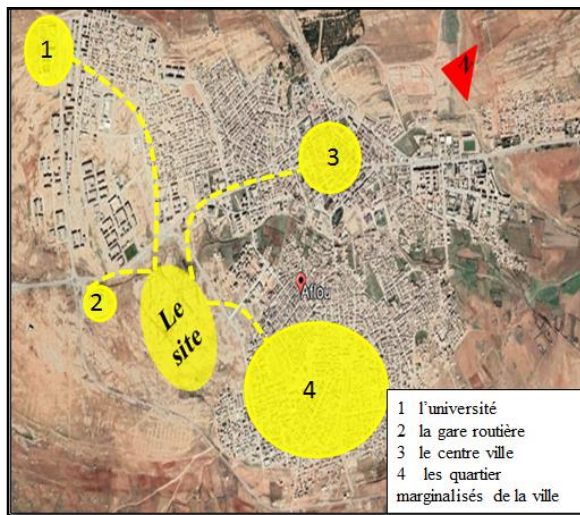 1
3
2
Le
site
Aflou
4
1 l'université
2 la gare routière
3 le centre ville
4 les quartier
marginalisés de la ville